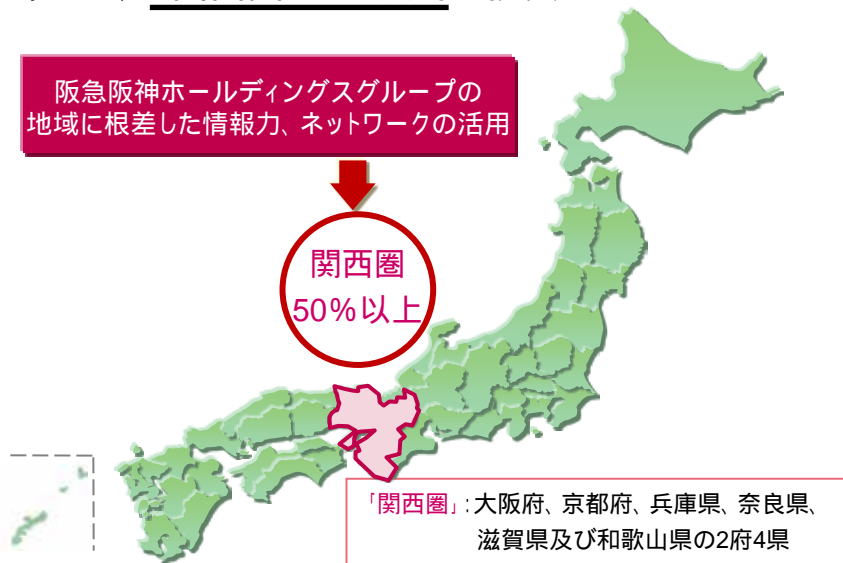 阪急阪神ホールディングスグループの
地域に根差した情報力、ネットワークの活用
関西圏
50%以上
「関西圏」:大阪府、京都府、兵庫県、奈良県、
滋賀県及び和歌山県の2府4県